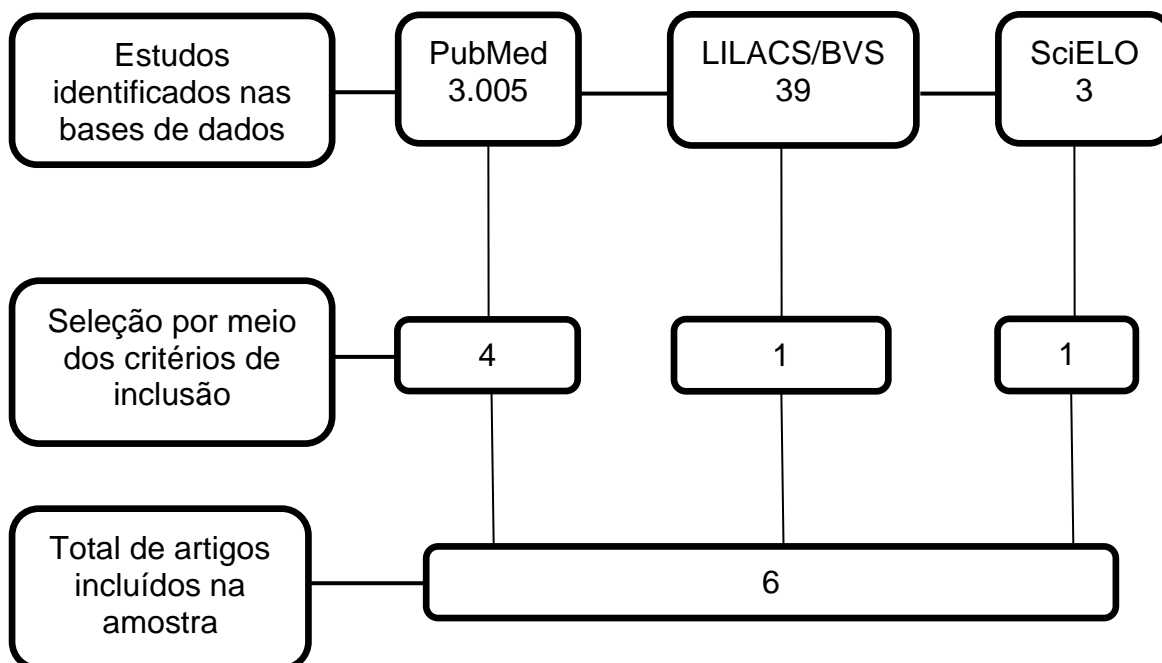 Estudos
identificados nas
bases de dados
PubMed
3.005
LILACS/BVS
39
SciELO
3
Seleção por meio
dos critérios de
inclusão
4
1
1
Total de artigos
incluídos na
amostra
6